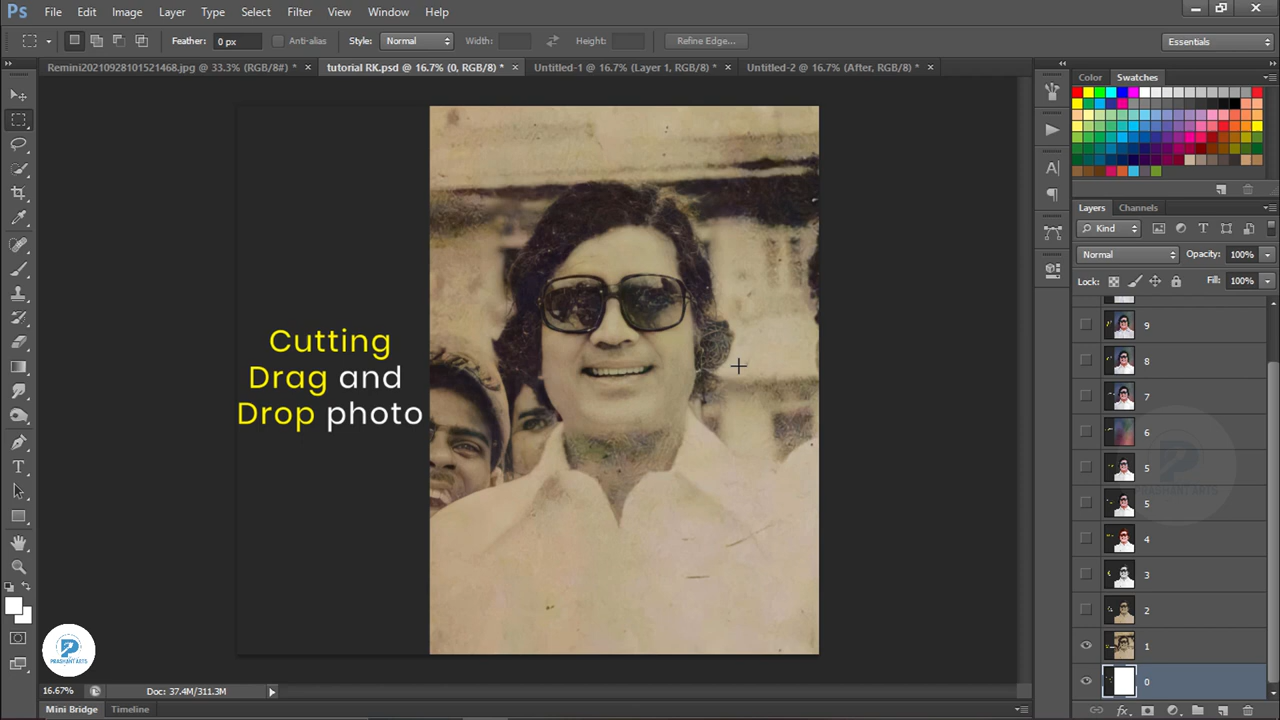 Ps File Edit Image Layer Type Select Filter View Window Help
Feather: 0 px Anti-alias Style: Normal Width: Height: Refine Edge... Essentials
Remini20210928101521468.jpg @ 33.3% (RGB/8#) * × tutorial RK.psd @ 16.7% (0, RGB/8) * × Untitled-1 @ 16.7% (Layer 1, RGB/8) * × Untitled-2 @ 16.7% (After, RGB/8) * ×
Color Swatches
Layers Channels
Kind
Normal Opacity: 100%
Lock: Fill: 100%
9
8
7
6
5
5
4
3
2
1
0
Cutting
Drag and
Drop photo
PRASHANT ARTS
PRASHANT ARTS
16.67% Doc: 37.4M/311.3M
Mini Bridge Timeline